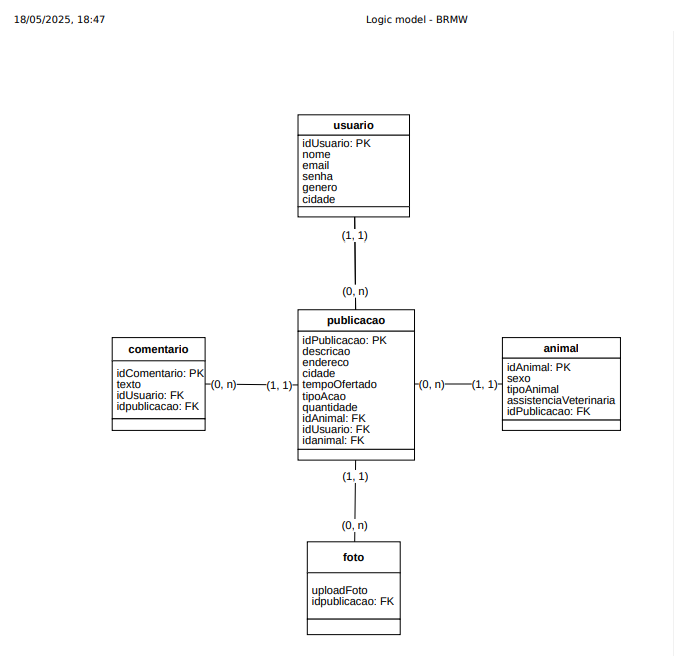 18/05/2025, 18:47
Logic model - BRMW
usuario
idUsuario: PK
nome
email
senha
genero
cidade
(1, 1)
(0, n)
publicacao
idPublicacao: PK
descricao
endereco
cidade
tempoOfertado
tipoAcao
quantidade
idAnimal: FK
idUsuario: FK
idanimal: FK
comentario
idComentario: PK
texto
idUsuario: FK
idpublicacao: FK
(0, n)
(1, 1)
(0, n)
(1, 1)
animal
idAnimal: PK
sexo
tipoAnimal
assistenciaVeterinaria
idPublicacao: FK
(1, 1)
(0, n)
foto
uploadFoto
idpublicacao: FK